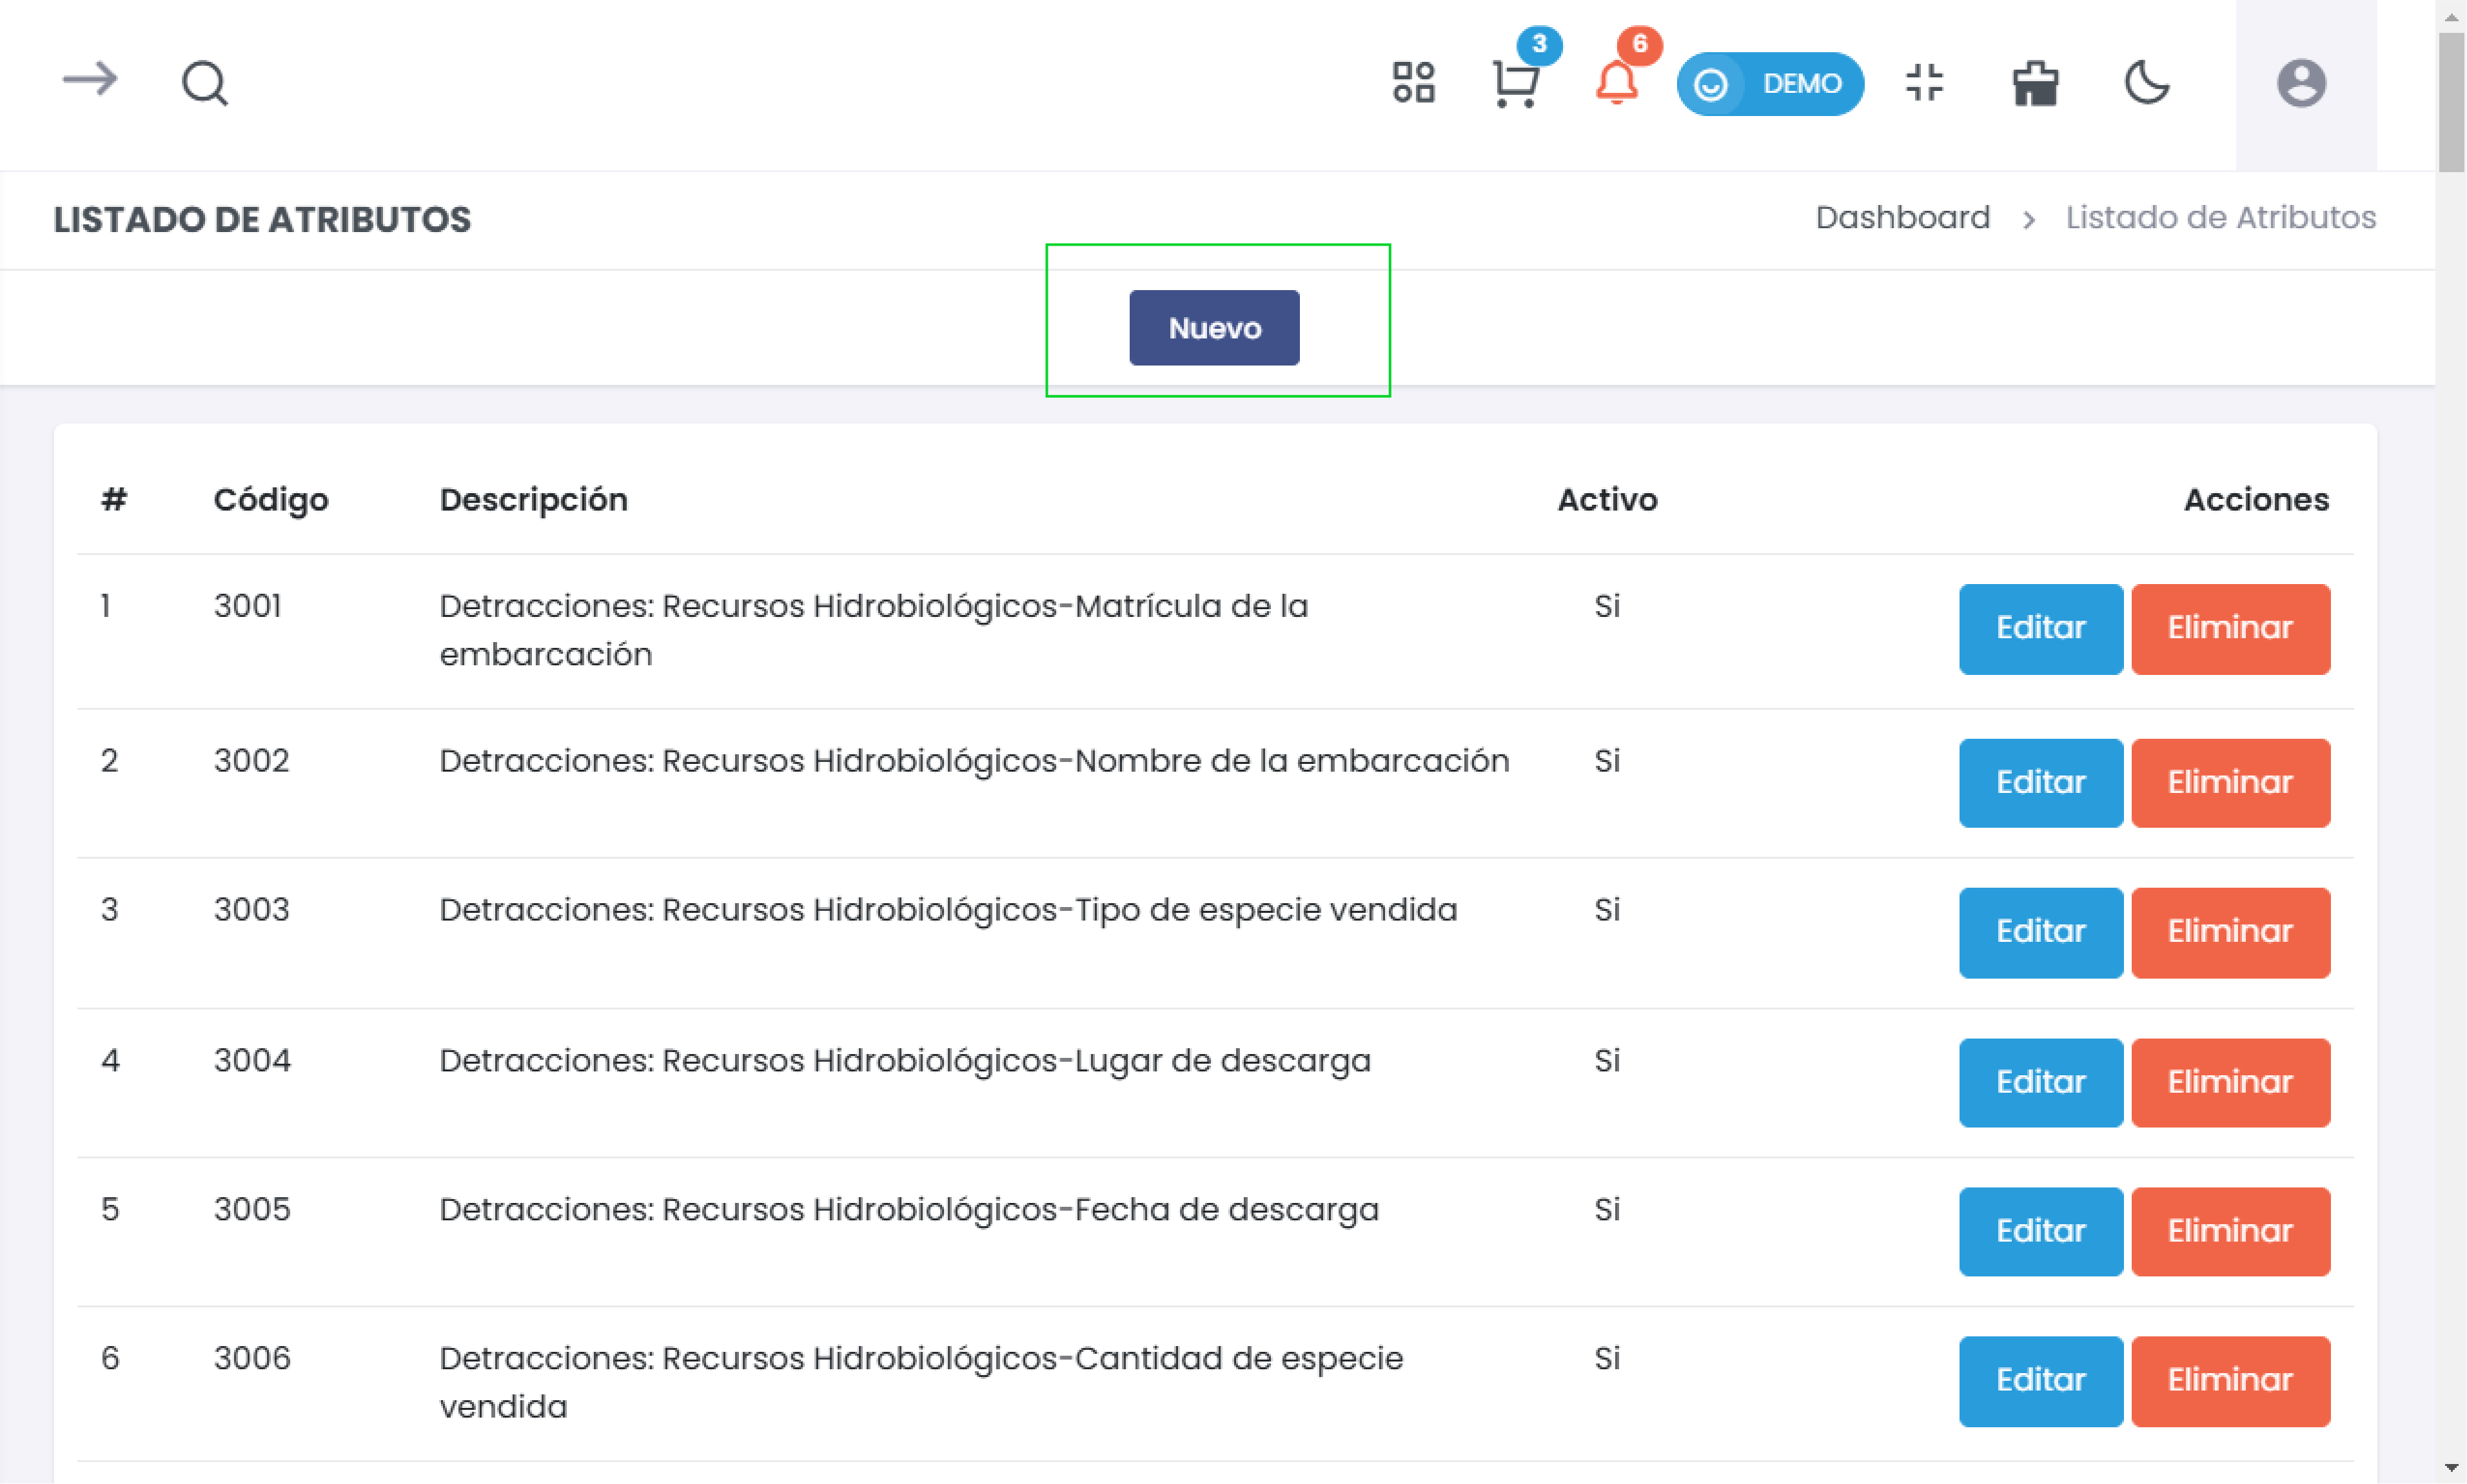 3
6
DEMO
LISTADO DE ATRIBUTOS
Dashboard > Listado de Atributos
Nuevo
# Código Descripción Activo Acciones
1 3001 Detracciones: Recursos Hidrobiológicos-Matrícula de la Si Editar Eliminar
embarcación
2 3002 Detracciones: Recursos Hidrobiológicos-Nombre de la embarcación Si Editar Eliminar
3 3003 Detracciones: Recursos Hidrobiológicos-Tipo de especie vendida Si Editar Eliminar
4 3004 Detracciones: Recursos Hidrobiológicos-Lugar de descarga Si Editar Eliminar
5 3005 Detracciones: Recursos Hidrobiológicos-Fecha de descarga Si Editar Eliminar
6 3006 Detracciones: Recursos Hidrobiológicos-Cantidad de especie Si Editar Eliminar
vendida